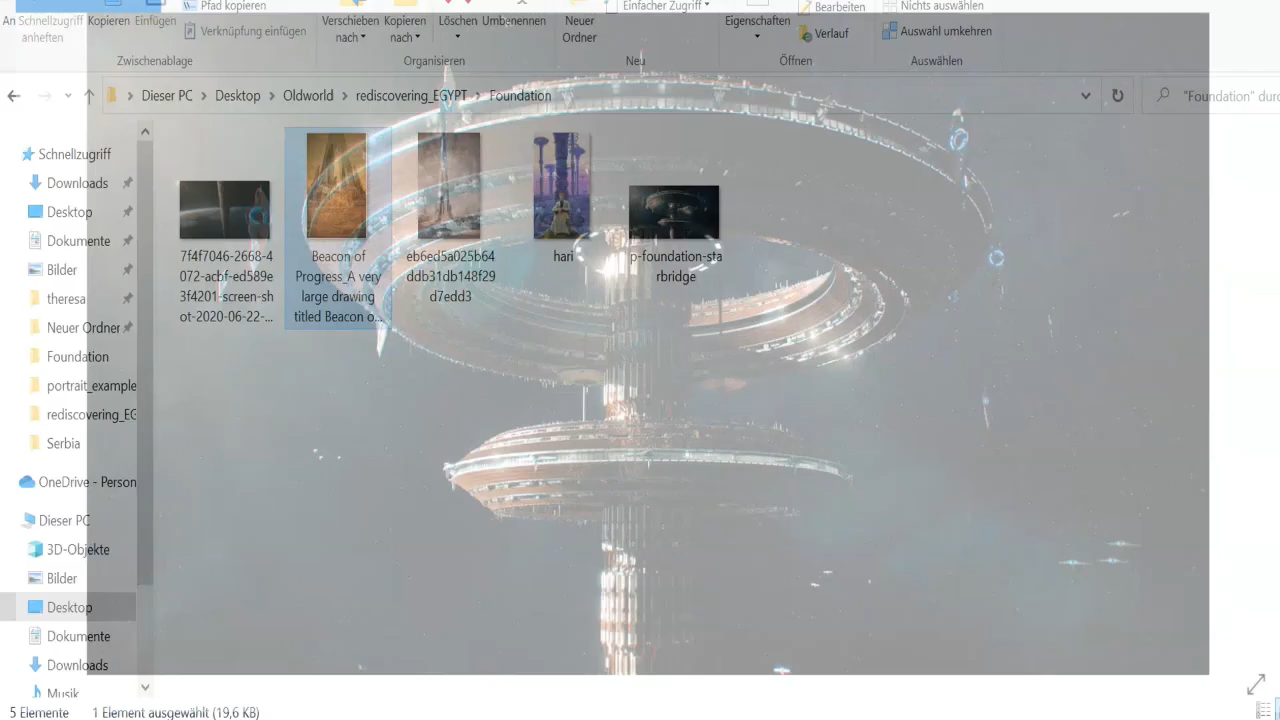 Pfad kopieren
Einfacher Zugriff
Bearbeiten
Nichts auswählen
An Schnellzugriff
anheften
Kopieren
Einfügen
Verknüpfung einfügen
Verschieben
nach
Kopieren
nach
Löschen
Umbenennen
Neuer
Ordner
Eigenschaften
Verlauf
Auswahl umkehren
Zwischenablage
Organisieren
Neu
Öffnen
Auswählen
Dieser PC > Desktop > Oldworld > rediscovering_EGYPT > Foundation
"Foundation" durc
Schnellzugriff
Downloads
Desktop
Dokumente
Bilder
theresa
Neuer Ordner
Foundation
portrait_example
rediscovering_EG
Serbia
OneDrive - Person
Dieser PC
3D-Objekte
Bilder
Desktop
Dokumente
Downloads
Musik
7f4f7046-2668-4
072-acbf-ed589e
3f4201-screen-sh
ot-2020-06-22-...
Beacon of
Progress_A very
large drawing
titled Beacon o...
eb6ed5a025b64
ddb31db148f29
d7edd3
hari
p-foundation-sta
rbridge
5 Elemente
1 Element ausgewählt (19,6 KB)